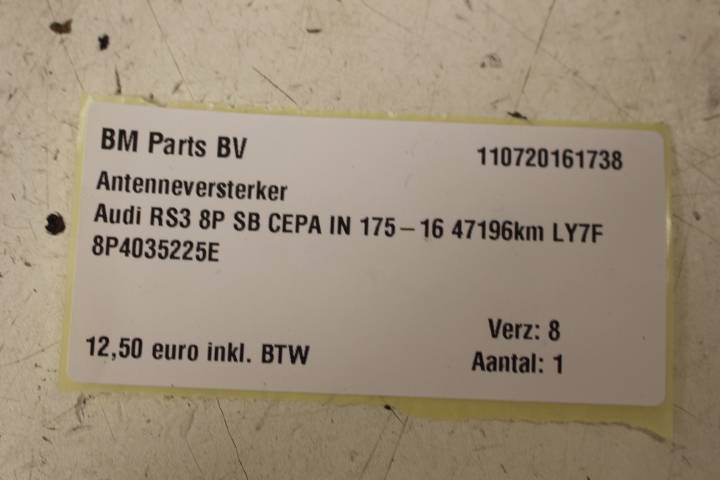 BM Parts BV
110720161738
Antenneversterker
Audi RS3 8P SB CEPA IN 175-16 47196km LY7F
8P4035225E
Verz: 8
12,50 euro inkl. BTW
Aantal: 1